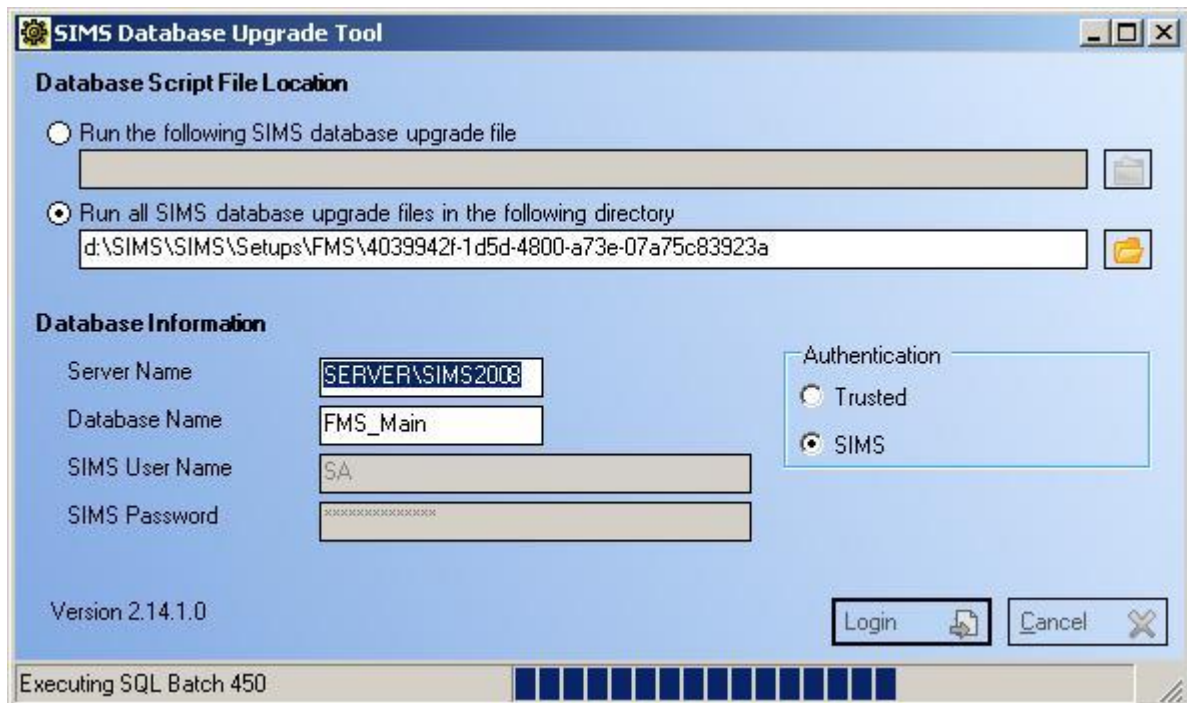 SIMS Database Upgrade Tool
Database Script File Location
Run the following SIMS database upgrade file
Run all SIMS database upgrade files in the following directory
d:\SIMS\SIMS\Setups\FMS\4039942f-1d5d-4800-a73e-07a75c83923a
Database Information
Server Name
SERVER\SIMS2008
Authentication
Trusted
Database Name
FMS_Main
SIMS
SIMS User Name
SA
SIMS Password
**************
Version 2.14.1.0
Login
Cancel
Executing SQL Batch 450